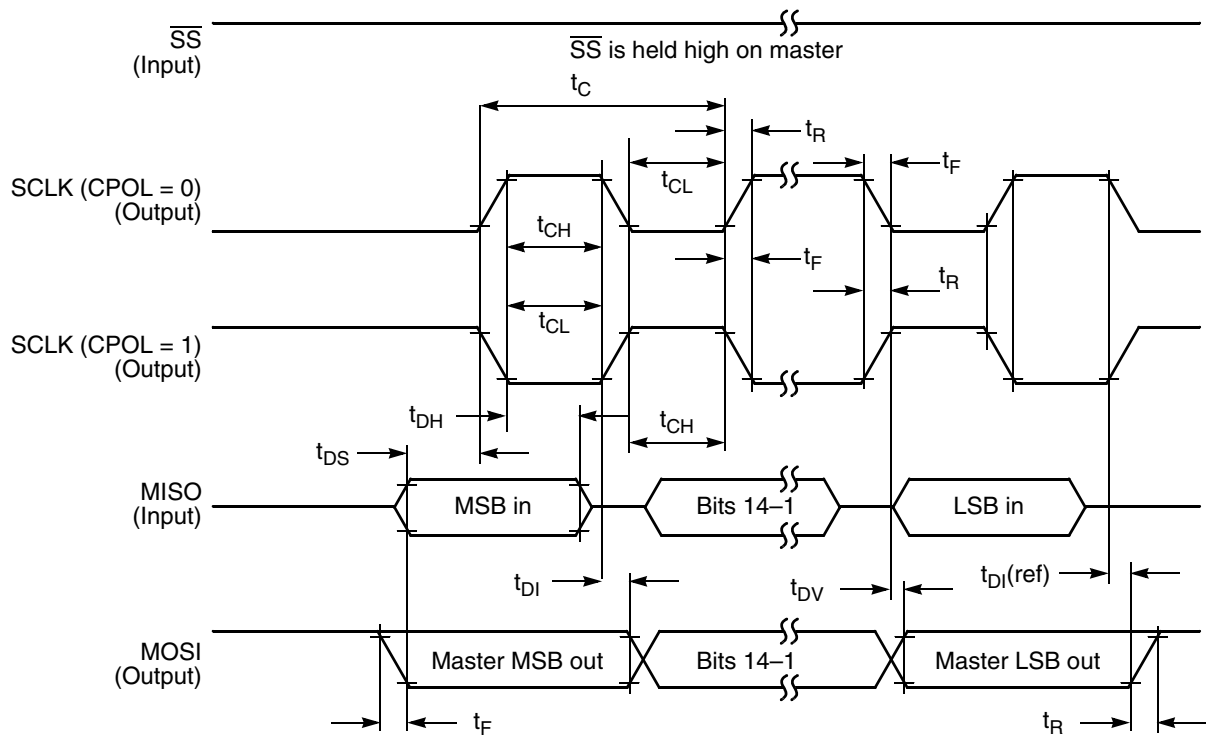 SS
(Input)
SS is held high on master
tC
tR
tF
SCLK (CPOL = 0)
(Output)
tCL
tCH
tF
tR
tCL
SCLK (CPOL = 1)
(Output)
tDH
tCH
tDS
MISO
(Input)
MSB in
Bits 14–1
LSB in
tDI
tDV
tDI(ref)
MOSI
(Output)
Master MSB out
Bits 14–1
Master LSB out
tF
tR